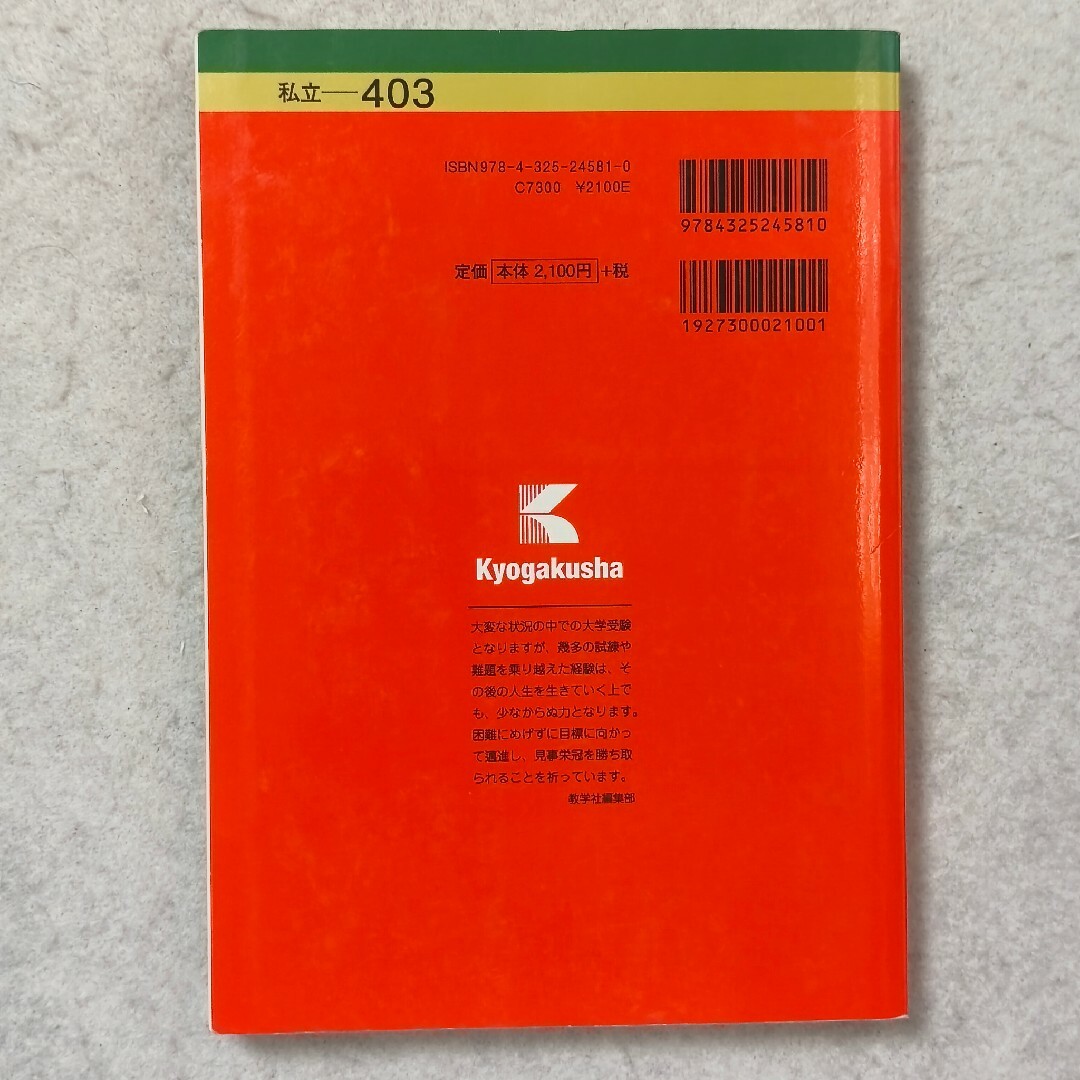 私立―403
ISBN978-4-325-24581-0
C7300 ¥2100E
9784325245810
定価 本体 2,100円 +税
1927300021001
Kyogakusha
大変な状況の中での大学受験
となりますが、幾多の試練や
難題を乗り越えた経験は、そ
の後の人生を生きていく上で
も、少なからぬ力となります。
困難にめげずに目標に向かっ
て邁進し、見事栄冠を勝ち取
られることを祈っています。
教学社編集部